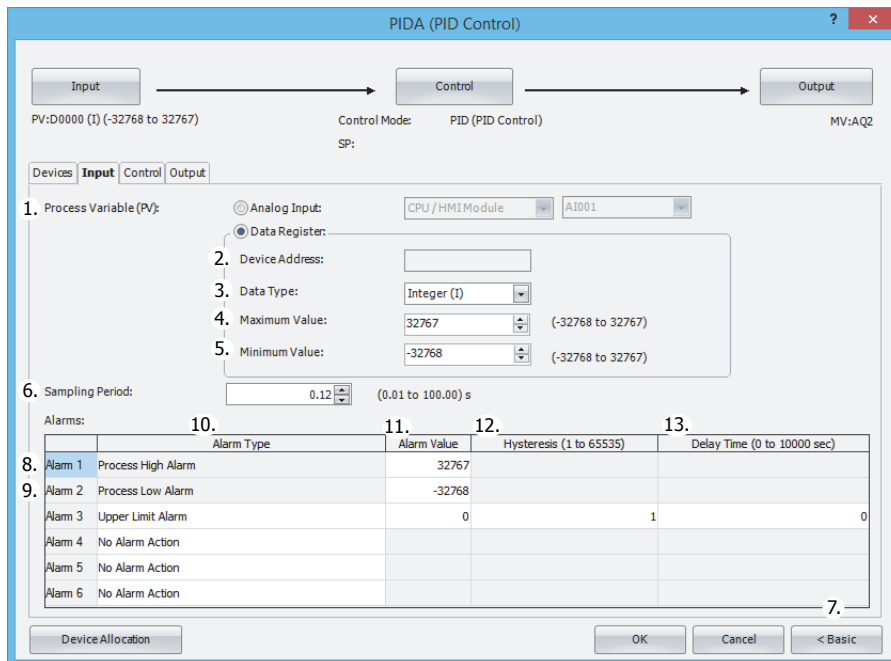 PIDA (PID Control)
?
×
Input
Control
Output
PV:D0000 (I) (-32768 to 32767)
Control Mode: PID (PID Control)
MV:AQ2
SP:
Devices Input Control Output
1. Process Variable (PV): Analog Input: CPU / HMI Module AI001
Data Register:
2. Device Address:
3. Data Type: Integer (I)
4. Maximum Value: 32767 (-32768 to 32767)
5. Minimum Value: -32768 (-32768 to 32767)
6. Sampling Period: 0.12 (0.01 to 100.00) s
Alarms:
10. 11. 12. 13.
Alarm Type Alarm Value Hysteresis (1 to 65535) Delay Time (0 to 10000 sec)
8. Alarm 1 Process High Alarm 32767
9. Alarm 2 Process Low Alarm -32768
Alarm 3 Upper Limit Alarm 0 1 0
Alarm 4 No Alarm Action
Alarm 5 No Alarm Action
Alarm 6 No Alarm Action
7.
Device Allocation OK Cancel < Basic